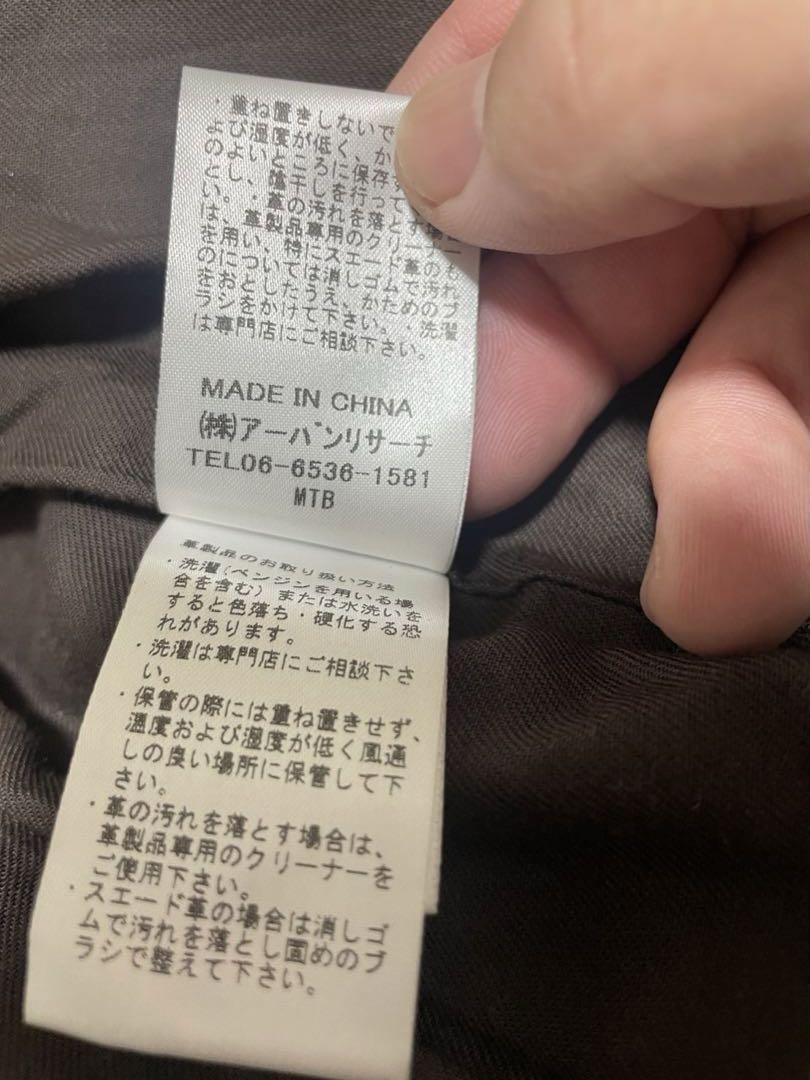 ・重ね置きしないで
よび湿度が低く、か
のよいところに保存
とし、陰干しを行って
い。・革の汚れを落とす場合
は、革製品専用のクリーナー
を用い、特にスエード革のも
のについては消しゴムで汚れ
をおとしたうえ、かためのブ
ラシをかけて下さい。・洗濯
は専門店にご相談下さい。
MADE IN CHINA
(株)アーバンリサーチ
TEL06-6536-1581
MTB
革製品のお取り扱い方法
・洗濯(ベンジンを用いる場
合を含む)または水洗いを
すると色落ち・硬化する恐
れがあります。
・洗濯は専門店にご相談下さ
い。
・保管の際には重ね置きせず、
温度および湿度が低く風通
しの良い場所に保管して下
さい。
・革の汚れを落とす場合は、
革製品専用のクリーナーを
ご使用下さい。
・スエード革の場合は消しゴ
ムで汚れを落とし固めのブ
ラシで整えて下さい。